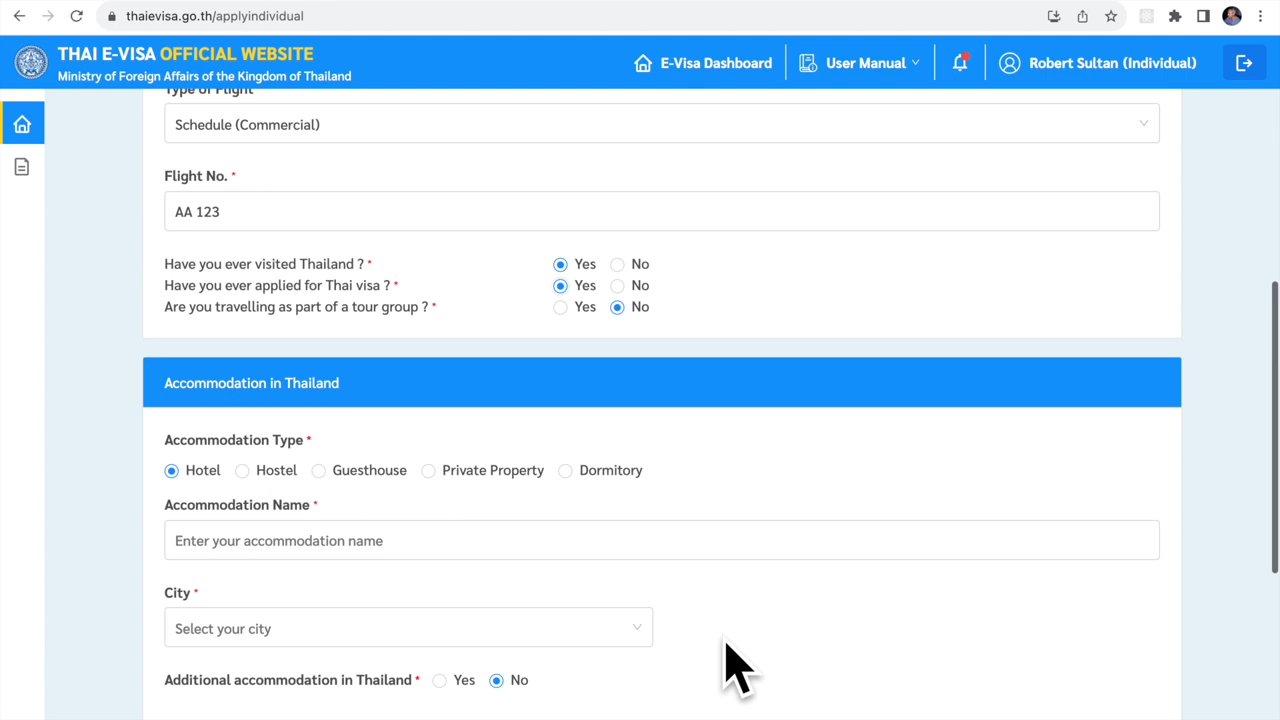 thaievisa.go.th/applyindividual
THAI E-VISA OFFICIAL WEBSITE
Ministry of Foreign Affairs of the Kingdom of Thailand
E-Visa Dashboard
User Manual
Robert Sultan (Individual)
Type of Flight
Schedule (Commercial)
Flight No. *
AA 123
Have you ever visited Thailand ? * Yes No
Have you ever applied for Thai visa ? * Yes No
Are you travelling as part of a tour group ? * Yes No
Accommodation in Thailand
Accommodation Type *
Hotel Hostel Guesthouse Private Property Dormitory
Accommodation Name *
Enter your accommodation name
City *
Select your city
Additional accommodation in Thailand * Yes No